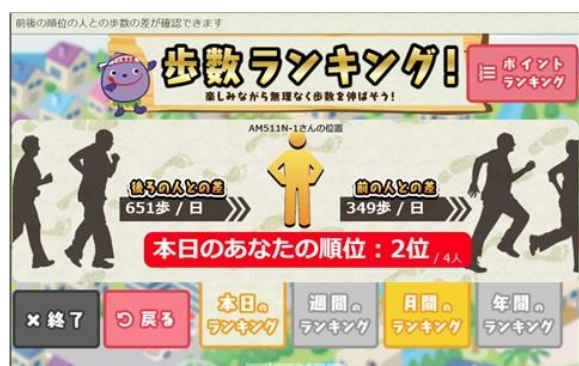 前後の順位の人との歩数の差が確認できます
歩数ランキング!
楽しみながら無理なく歩数を伸ばそう!
ポイント
ランキング
AM511N-1さんの位置
後ろの人との差
651歩 / 日
前の人との差
349歩 / 日
本日のあなたの順位:2位 / 4人
× 終了
戻る
本日の
ランキング
週間の
ランキング
月間の
ランキング
年間の
ランキング